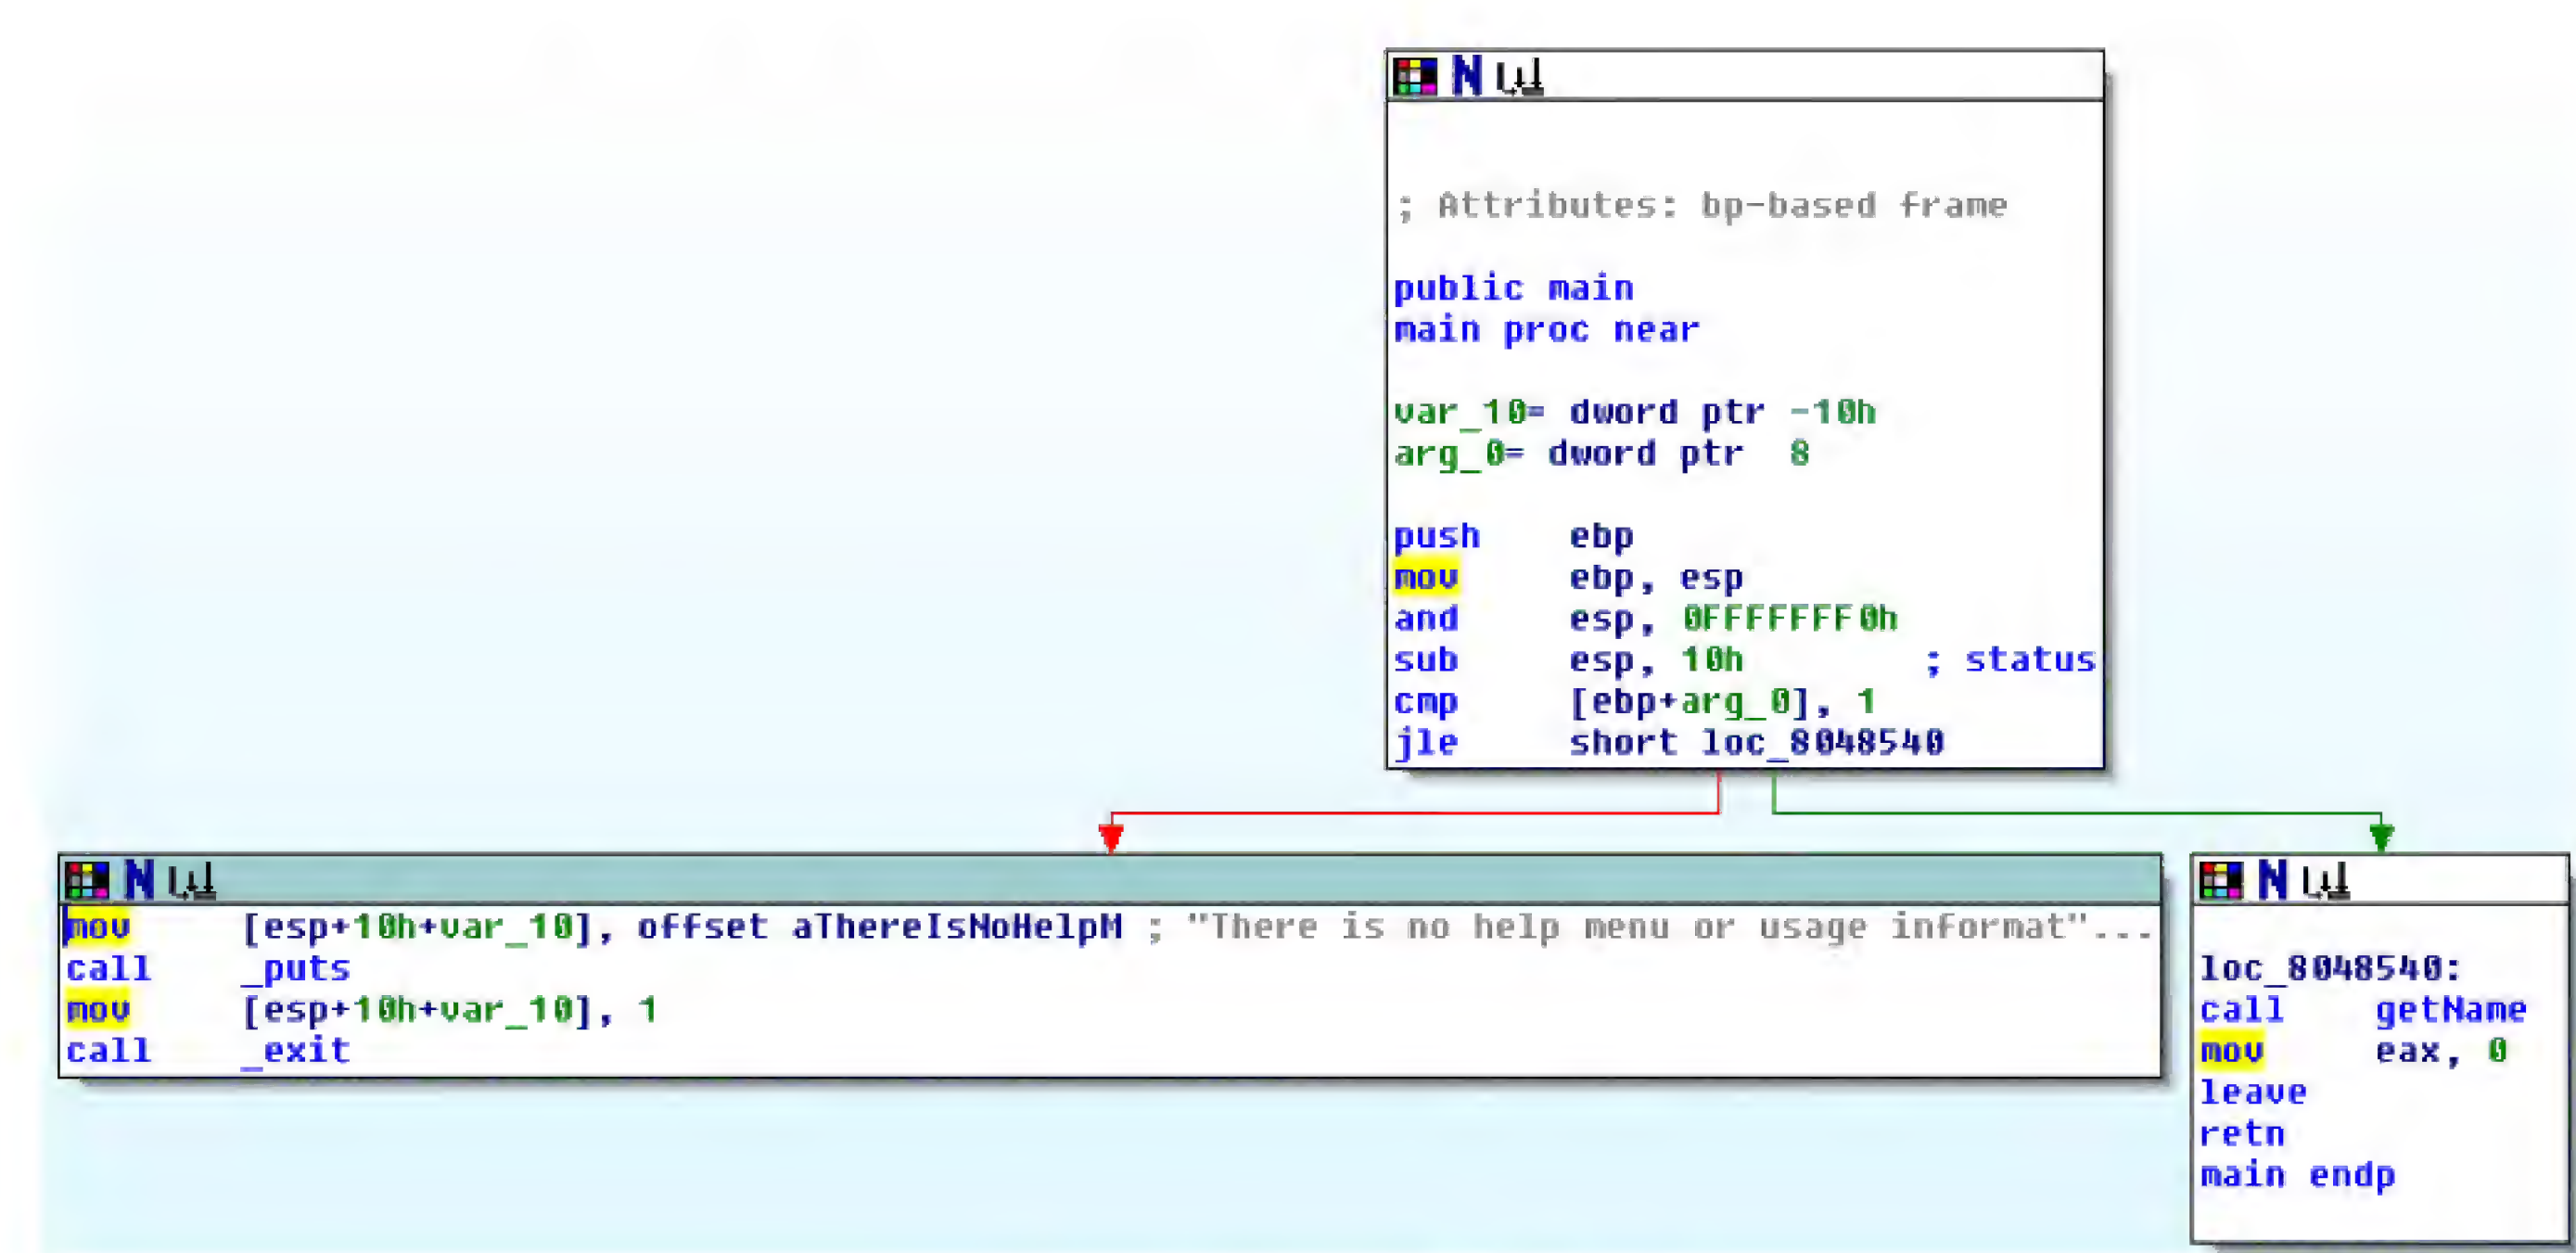 ; Attributes: bp-based frame
public main
main proc near
var_10= dword ptr -10h
arg_0= dword ptr  8
push    ebp
mov     ebp, esp
and     esp, 0FFFFFFF0h
sub     esp, 10h        ; status
cmp     [ebp+arg_0], 1
jle     short loc_8048540
mov     [esp+10h+var_10], offset aThereIsNoHelpM ; "There is no help menu or usage informat"...
call    _puts
mov     [esp+10h+var_10], 1
call    _exit
loc_8048540:
call    getName
mov     eax, 0
leave
retn
main endp